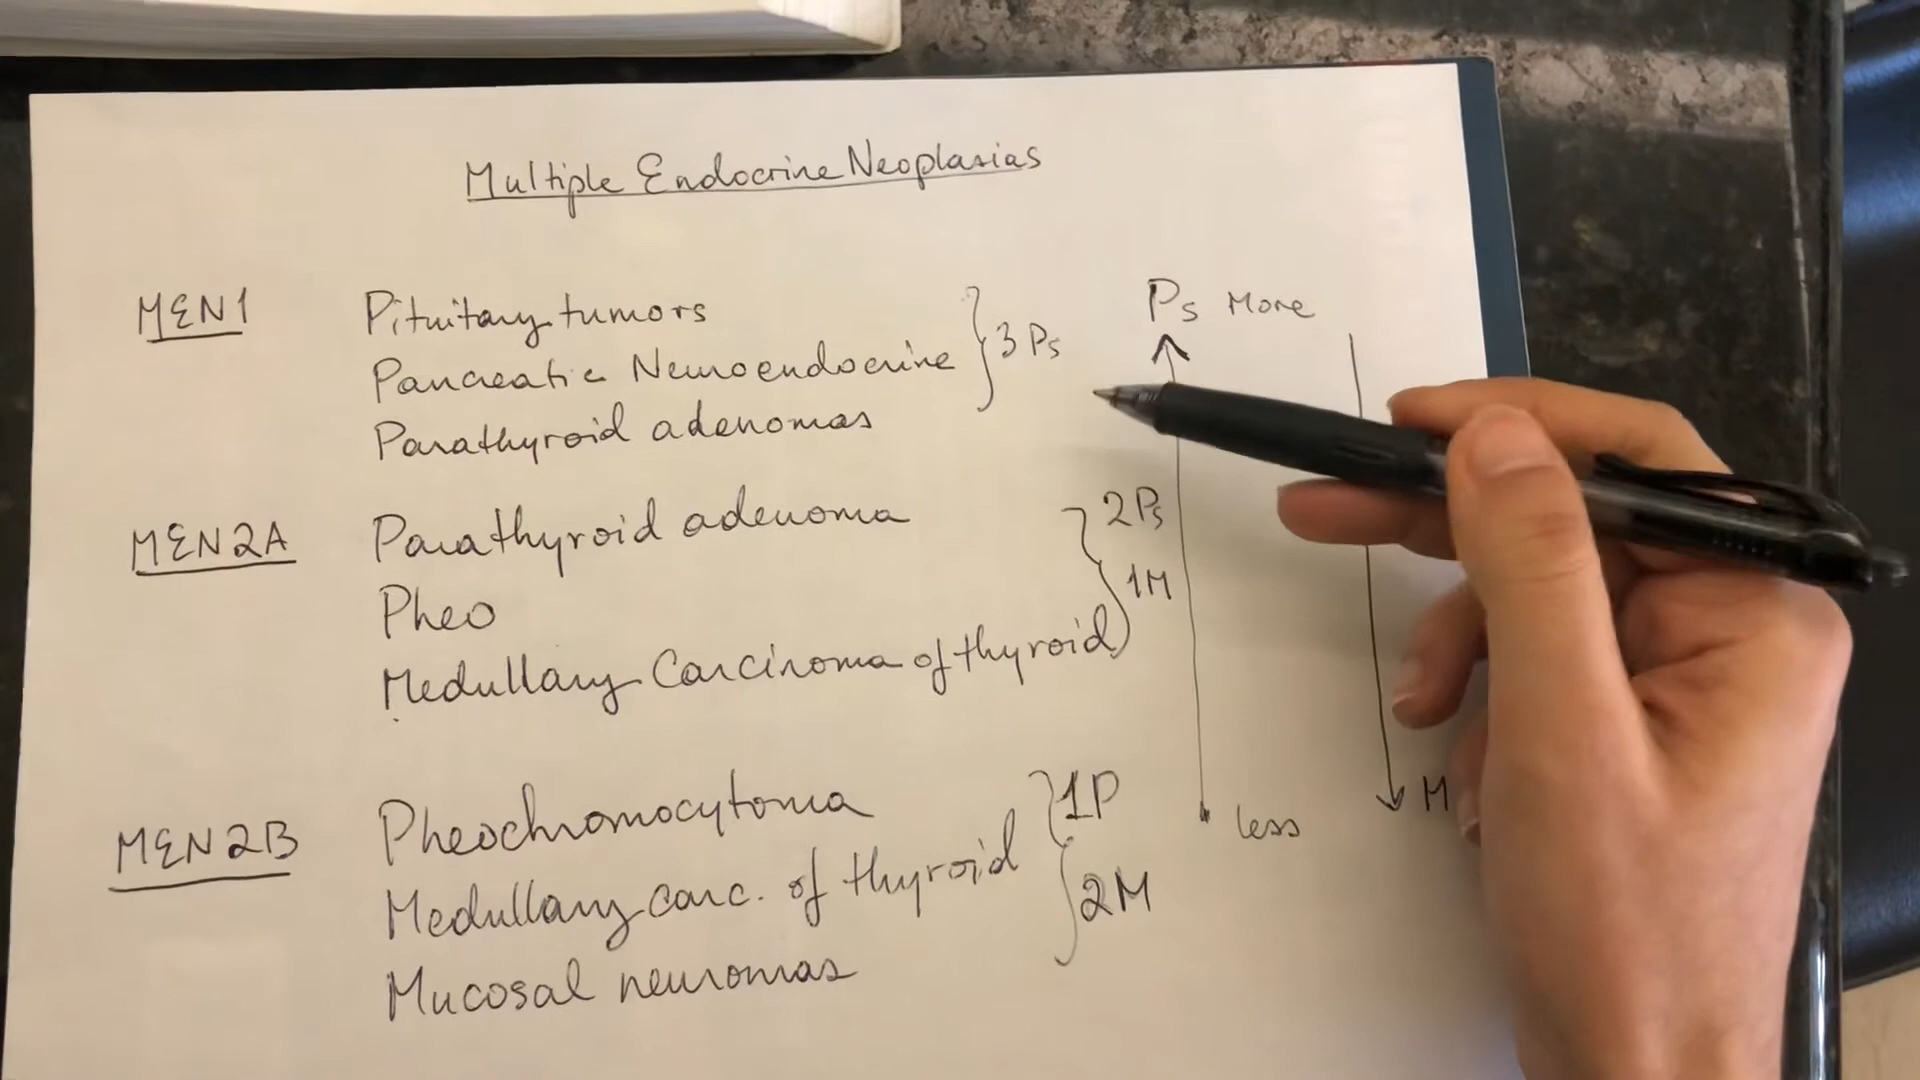 Multiple Endocrine Neoplasias
MEN1
Pituitary tumors
Pancreatic Neuroendocrine
Parathyroid adenomas
3 Ps
MEN2A
Parathyroid adenoma
Pheo
Medullary Carcinoma of thyroid
2Ps
1M
MEN2B
Pheochromocytoma
Medullary carc. of thyroid
Mucosal neuromas
1P
2M
Ps More
less
M